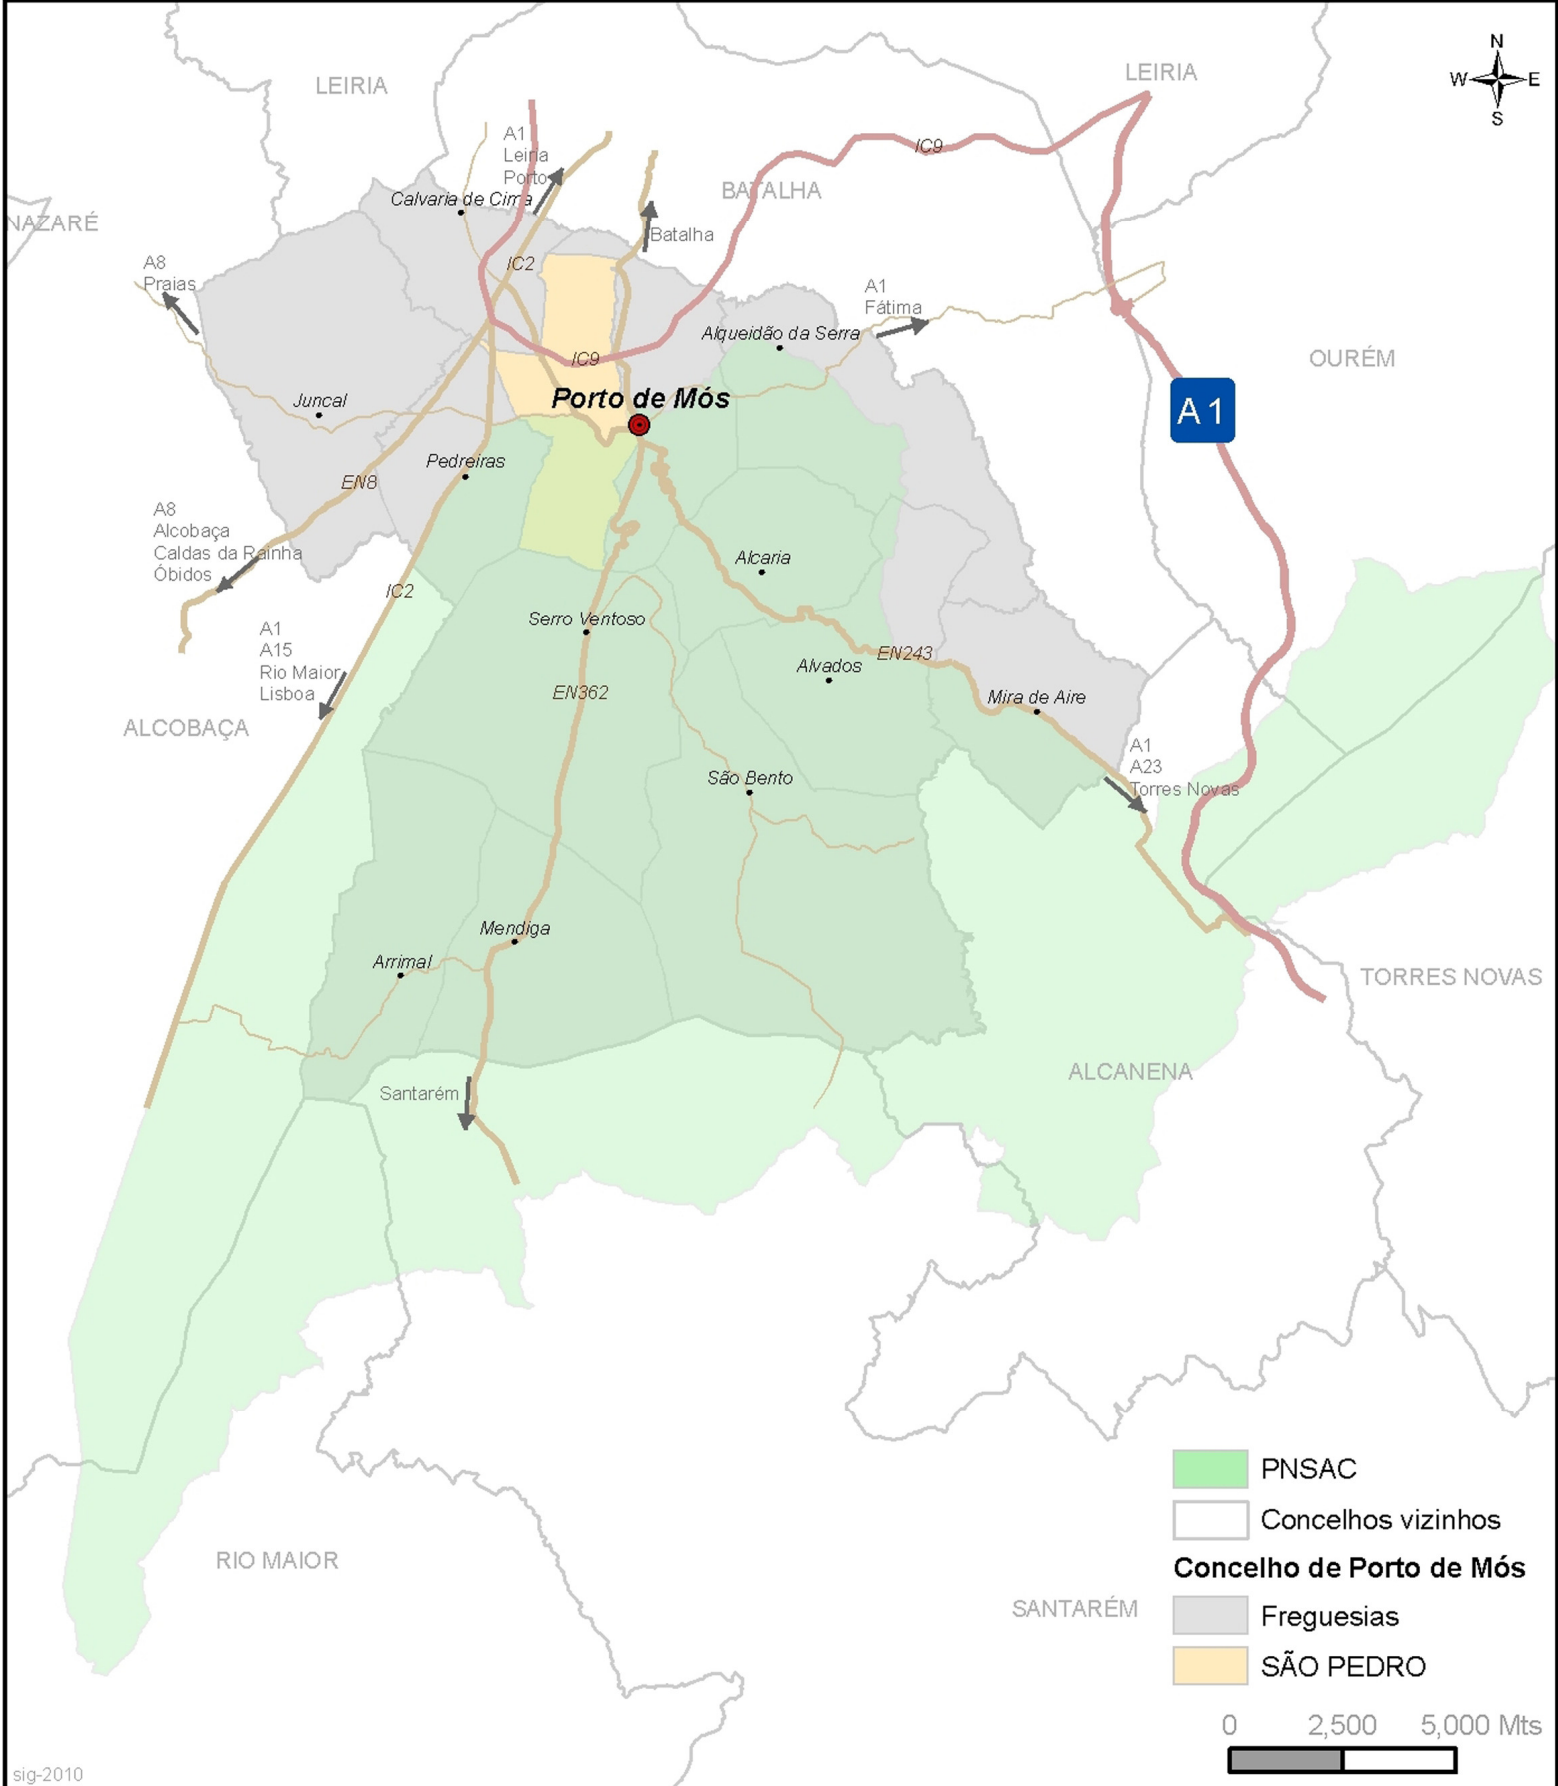 N
W E
S
LEIRIA
LEIRIA
A1
Leiria
Porto
IC9
BATALHA
Calvaria de Cima
NAZARÉ
Batalha
A8
Praias
IC2
A1
Fátima
Alqueidão da Serra
IC9
OURÉM
Porto de Mós
Juncal
A 1
Pedreiras
EN8
A8
Alcobaça
Caldas da Rainha
Óbidos
Alcaria
IC2
Serro Ventoso
A1
A15
Rio Maior
Lisboa
EN243
Alvados
EN362
Mira de Aire
ALCOBAÇA
A1
A23
Torres Novas
São Bento
Mendiga
Arrimal
TORRES NOVAS
ALCANENA
Santarém
PNSAC
Concelhos vizinhos
Concelho de Porto de Mós
Freguesias
SÃO PEDRO
RIO MAIOR
SANTARÉM
0 2,500 5,000 Mts
sig-2010